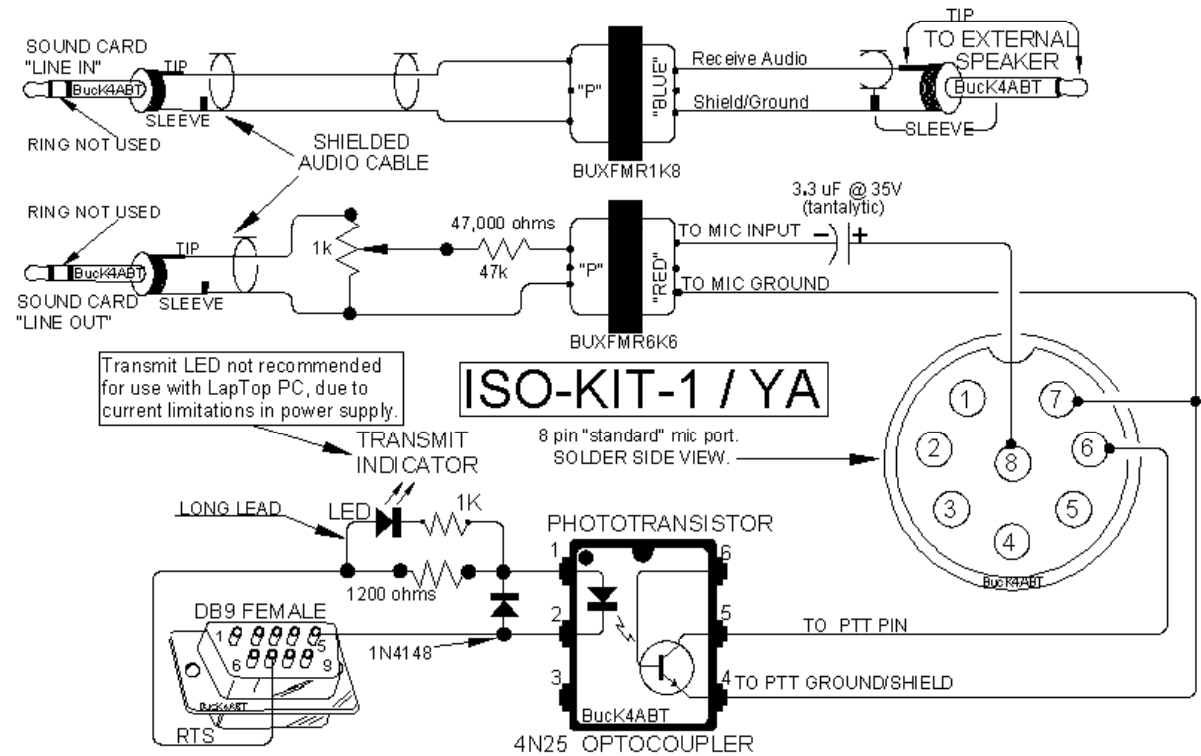 SOUND CARD
"LINE IN"
TIP
BucK4ABT
SLEEVE
RING NOT USED
SHIELDED
AUDIO CABLE
"P"
"BLUE"
BUXFMR1K8
Receive Audio
Shield/Ground
TIP
TO EXTERNAL
SPEAKER
BucK4ABT
SLEEVE
RING NOT USED
TIP
BucK4ABT
SLEEVE
SOUND CARD
"LINE OUT"
1k
47,000 ohms
47k
"P"
"RED"
BUXFMR6K6
3.3 uF @ 35V
(tantalytic)
TO MIC INPUT
− +
TO MIC GROUND
Transmit LED not recommended
for use with LapTop PC, due to
current limitations in power supply.
ISO-KIT-1 / YA
8 pin "standard" mic port.
SOLDER SIDE VIEW.
1
7
2
8
6
3
5
4
BucK4ABT
TRANSMIT
INDICATOR
LONG LEAD
LED
1K
1200 ohms
1N4148
DB9 FEMALE
1
5
6
9
BucK4ABT
RTS
PHOTOTRANSISTOR
1
6
2
5
3
4
BucK4ABT
4N25 OPTOCOUPLER
TO PTT PIN
TO PTT GROUND/SHIELD